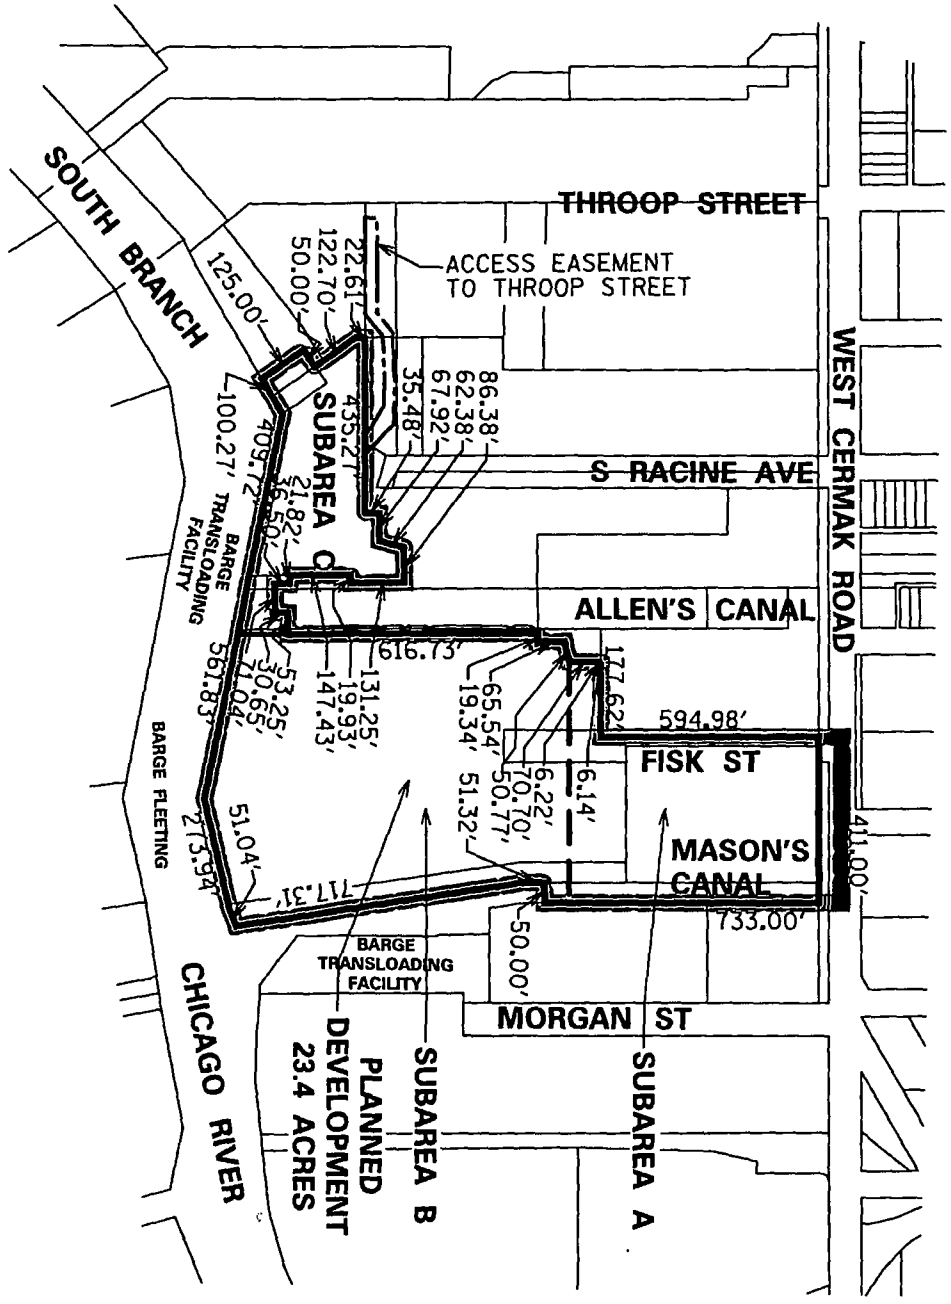 THROOP STREET
SOUTH BRANCH
ACCESS EASEMENT
TO THROOP STREET
125.00'
50.00'
122.70'
22.61'
WEST CERMAK ROAD
S RACINE AVE
SUBAREA C
435.27'
35.48'
67.92'
62.38'
86.38'
100.27'
409.72'
BARGE
TRANSLOADING
FACILITY
36.50'
21.82'
ALLEN'S CANAL
616.73'
177.62'
594.98'
FISK ST
561.83'
71.04'
30.65'
53.25'
147.43'
19.93'
131.25'
19.34'
65.54'
51.32'
50.77'
70.70'
6.22'
6.14'
BARGE FLEETING
273.94'
51.04'
717.31'
MASON'S
CANAL
411.00'
733.00'
50.00'
BARGE
TRANSLOADING
FACILITY
CHICAGO RIVER
MORGAN ST
PLANNED
DEVELOPMENT
23.4 ACRES
SUBAREA B
SUBAREA A